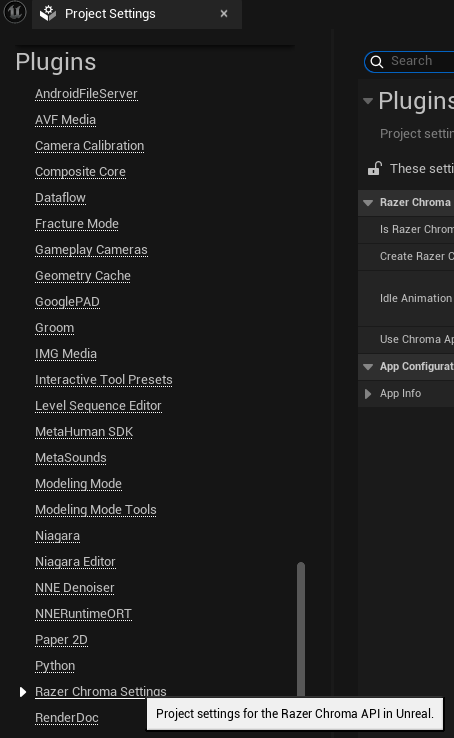 Project Settings
Plugins
AndroidFileServer
AVF Media
Camera Calibration
Composite Core
Dataflow
Fracture Mode
Gameplay Cameras
Geometry Cache
GooglePAD
Groom
IMG Media
Interactive Tool Presets
Level Sequence Editor
MetaHuman SDK
MetaSounds
Modeling Mode
Modeling Mode Tools
Niagara
Niagara Editor
NNE Denoiser
NNERuntimeORT
Paper 2D
Python
Razer Chroma Settings
RenderDoc
Search
Plugins
Project settin
These setti
Razer Chroma
Is Razer Chrom
Create Razer C
Idle Animation
Use Chroma Ap
App Configurat
App Info
Project settings for the Razer Chroma API in Unreal.